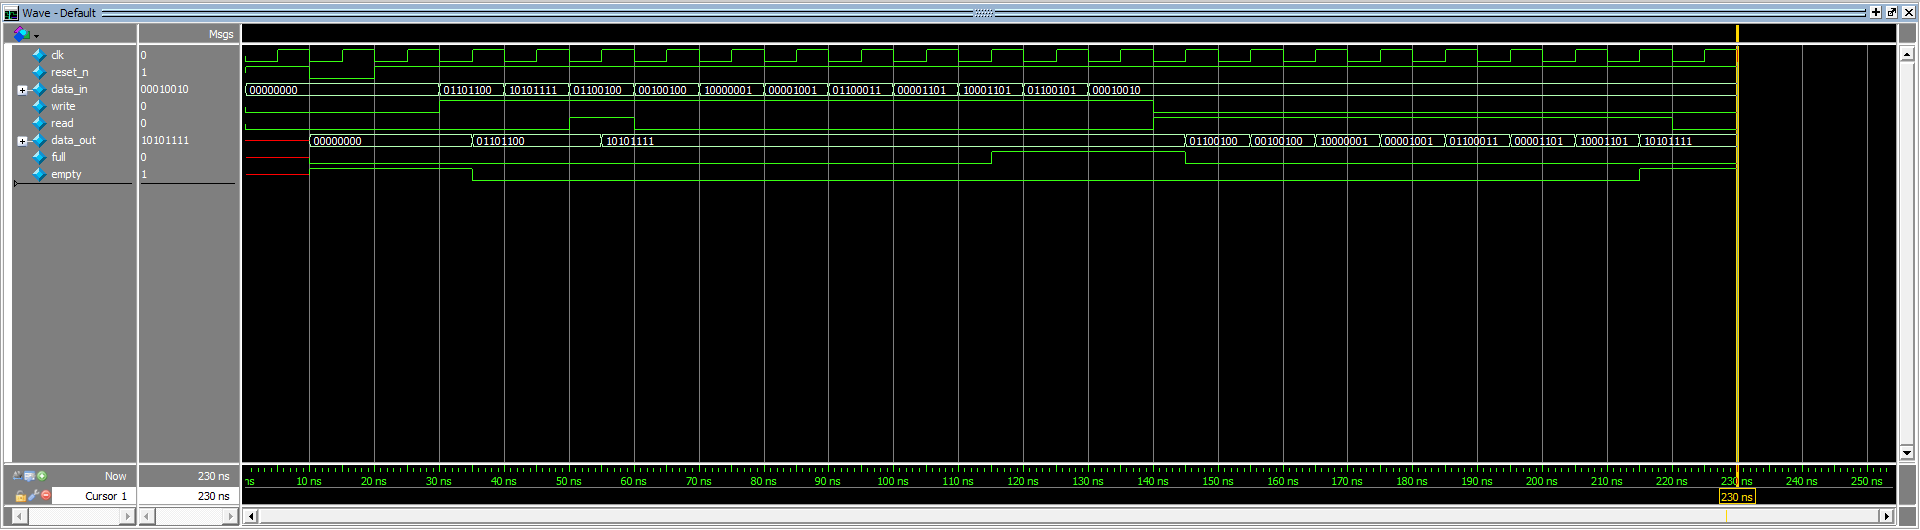 Wave - Default
Msgs
clk 0
reset_n 1
data_in 00010010 00000000 01101100 10101111 01100100 00100100 10000001 00001001 01100011 00001101 10001101 01100101 00010010
write 0
read 0
data_out 10101111 00000000 01101100 10101111 01100100 00100100 10000001 00001001 01100011 00001101 10001101 10101111
full 0
empty 1
Now 230 ns ns 10 ns 20 ns 30 ns 40 ns 50 ns 60 ns 70 ns 80 ns 90 ns 100 ns 110 ns 120 ns 130 ns 140 ns 150 ns 160 ns 170 ns 180 ns 190 ns 200 ns 210 ns 220 ns 230 ns 240 ns 250 ns
Cursor 1 230 ns 230 ns